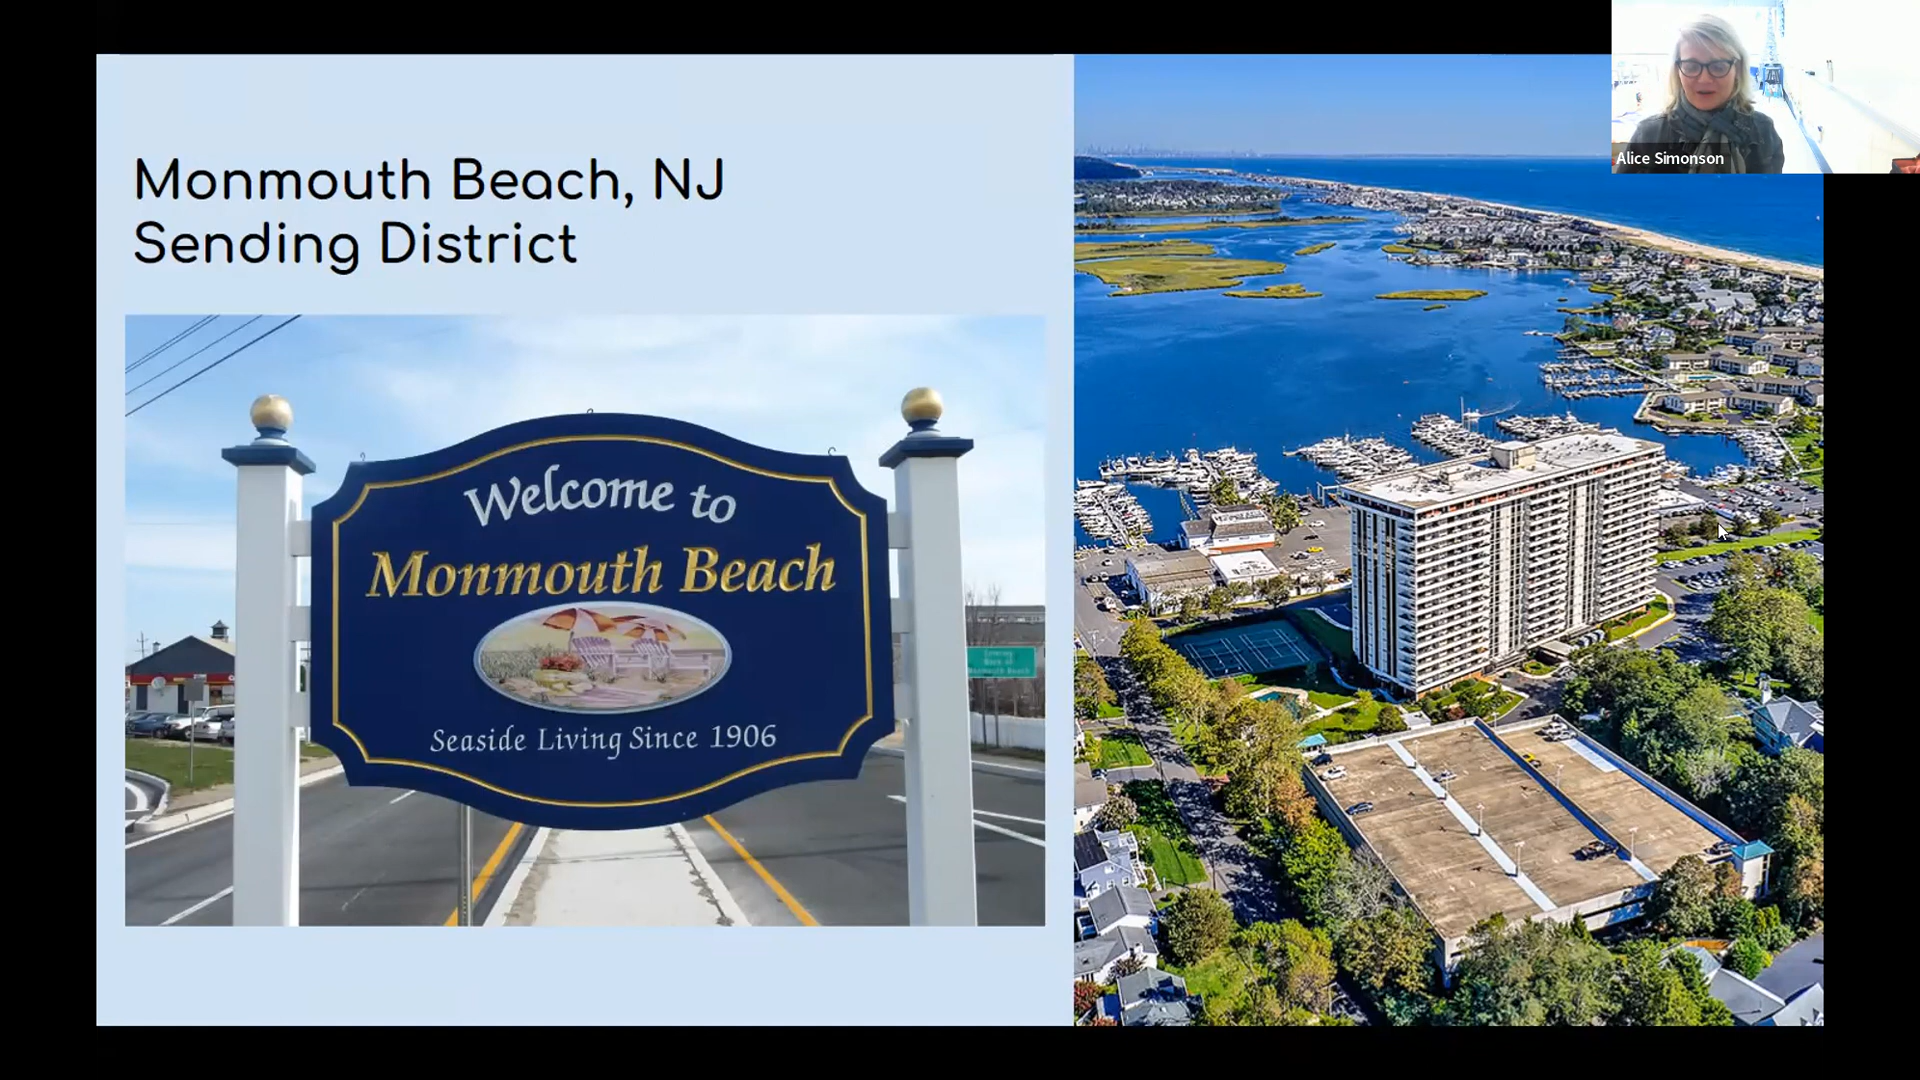 Monmouth Beach, NJ
Sending District
Alice Simonson
Welcome to
Monmouth Beach
Seaside Living Since 1906